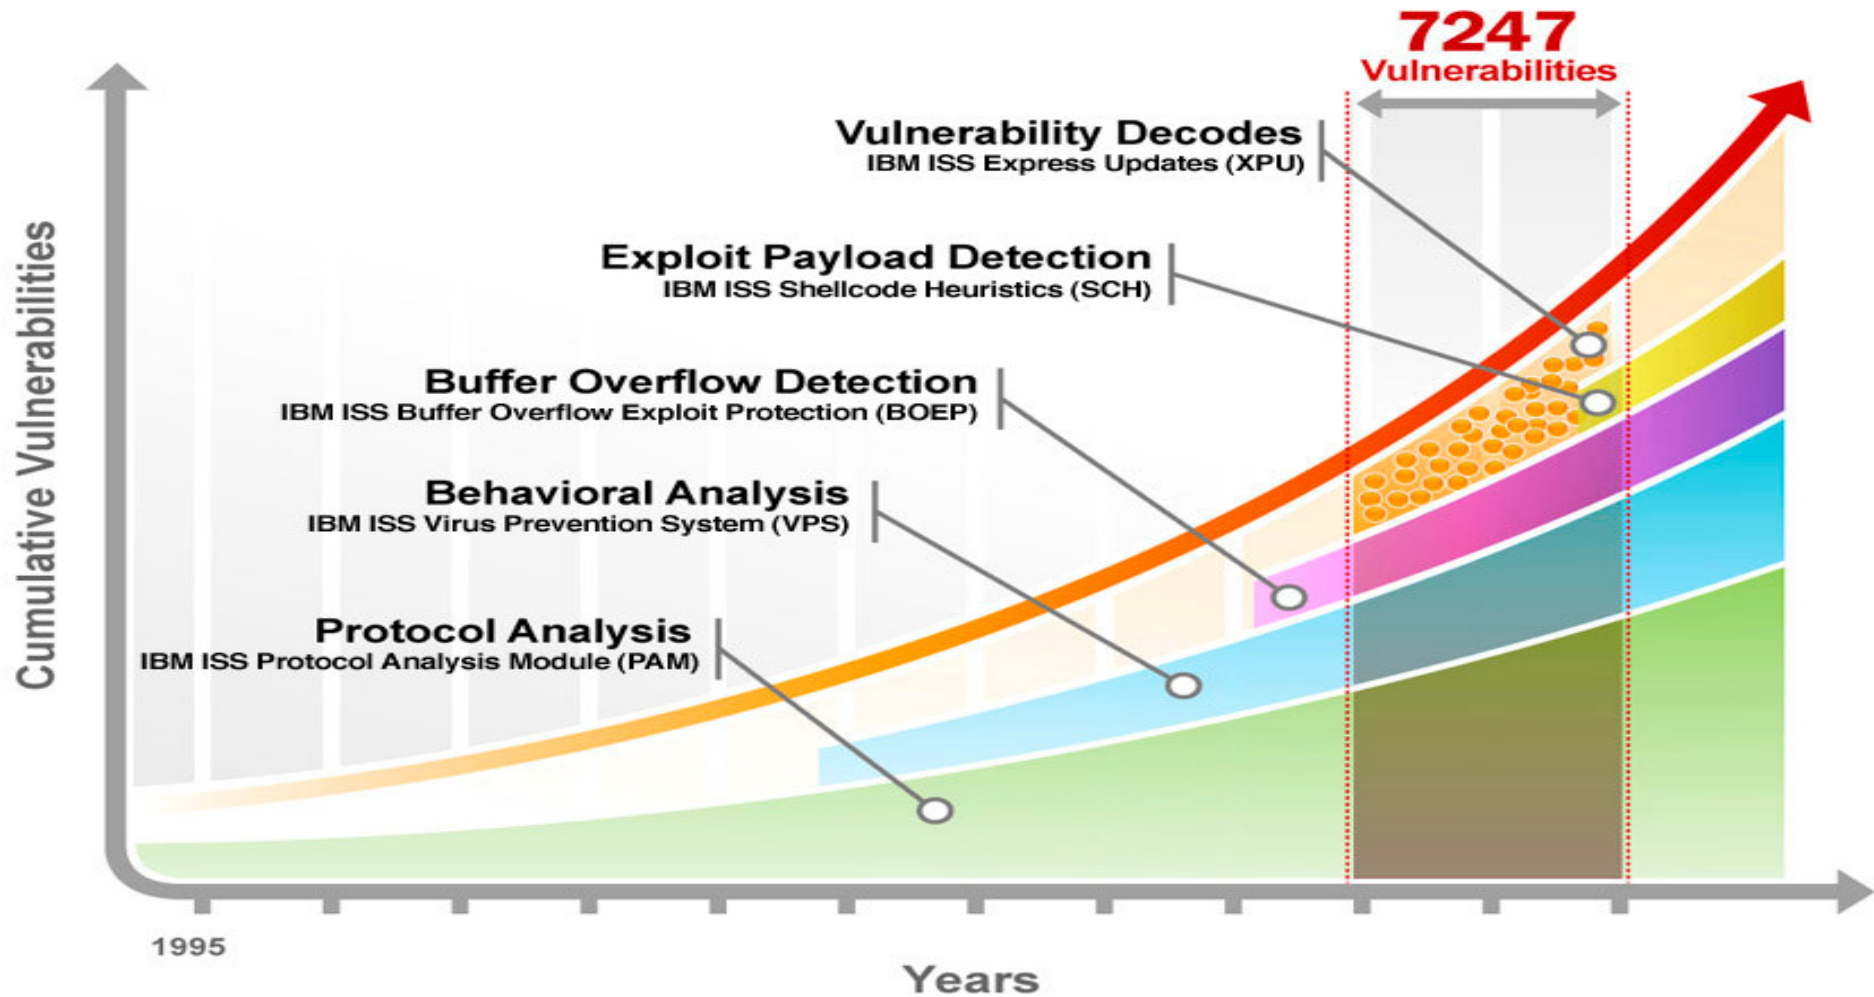 7247
Vulnerabilities
Vulnerability Decodes
IBM ISS Express Updates (XPU)
Exploit Payload Detection
IBM ISS Shellcode Heuristics (SCH)
Buffer Overflow Detection
IBM ISS Buffer Overflow Exploit Protection (BOEP)
Behavioral Analysis
IBM ISS Virus Prevention System (VPS)
Protocol Analysis
IBM ISS Protocol Analysis Module (PAM)
Cumulative Vulnerabilities
1995
Years